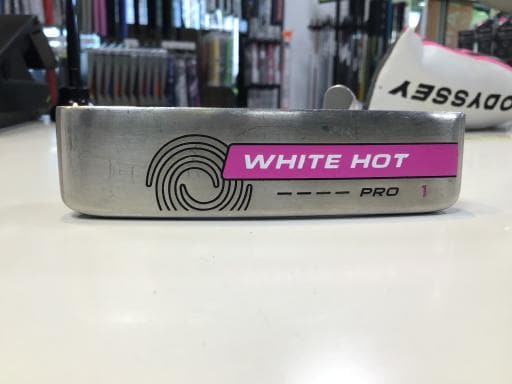 ODYSSEY
WHITE HOT
– – – – PRO 1